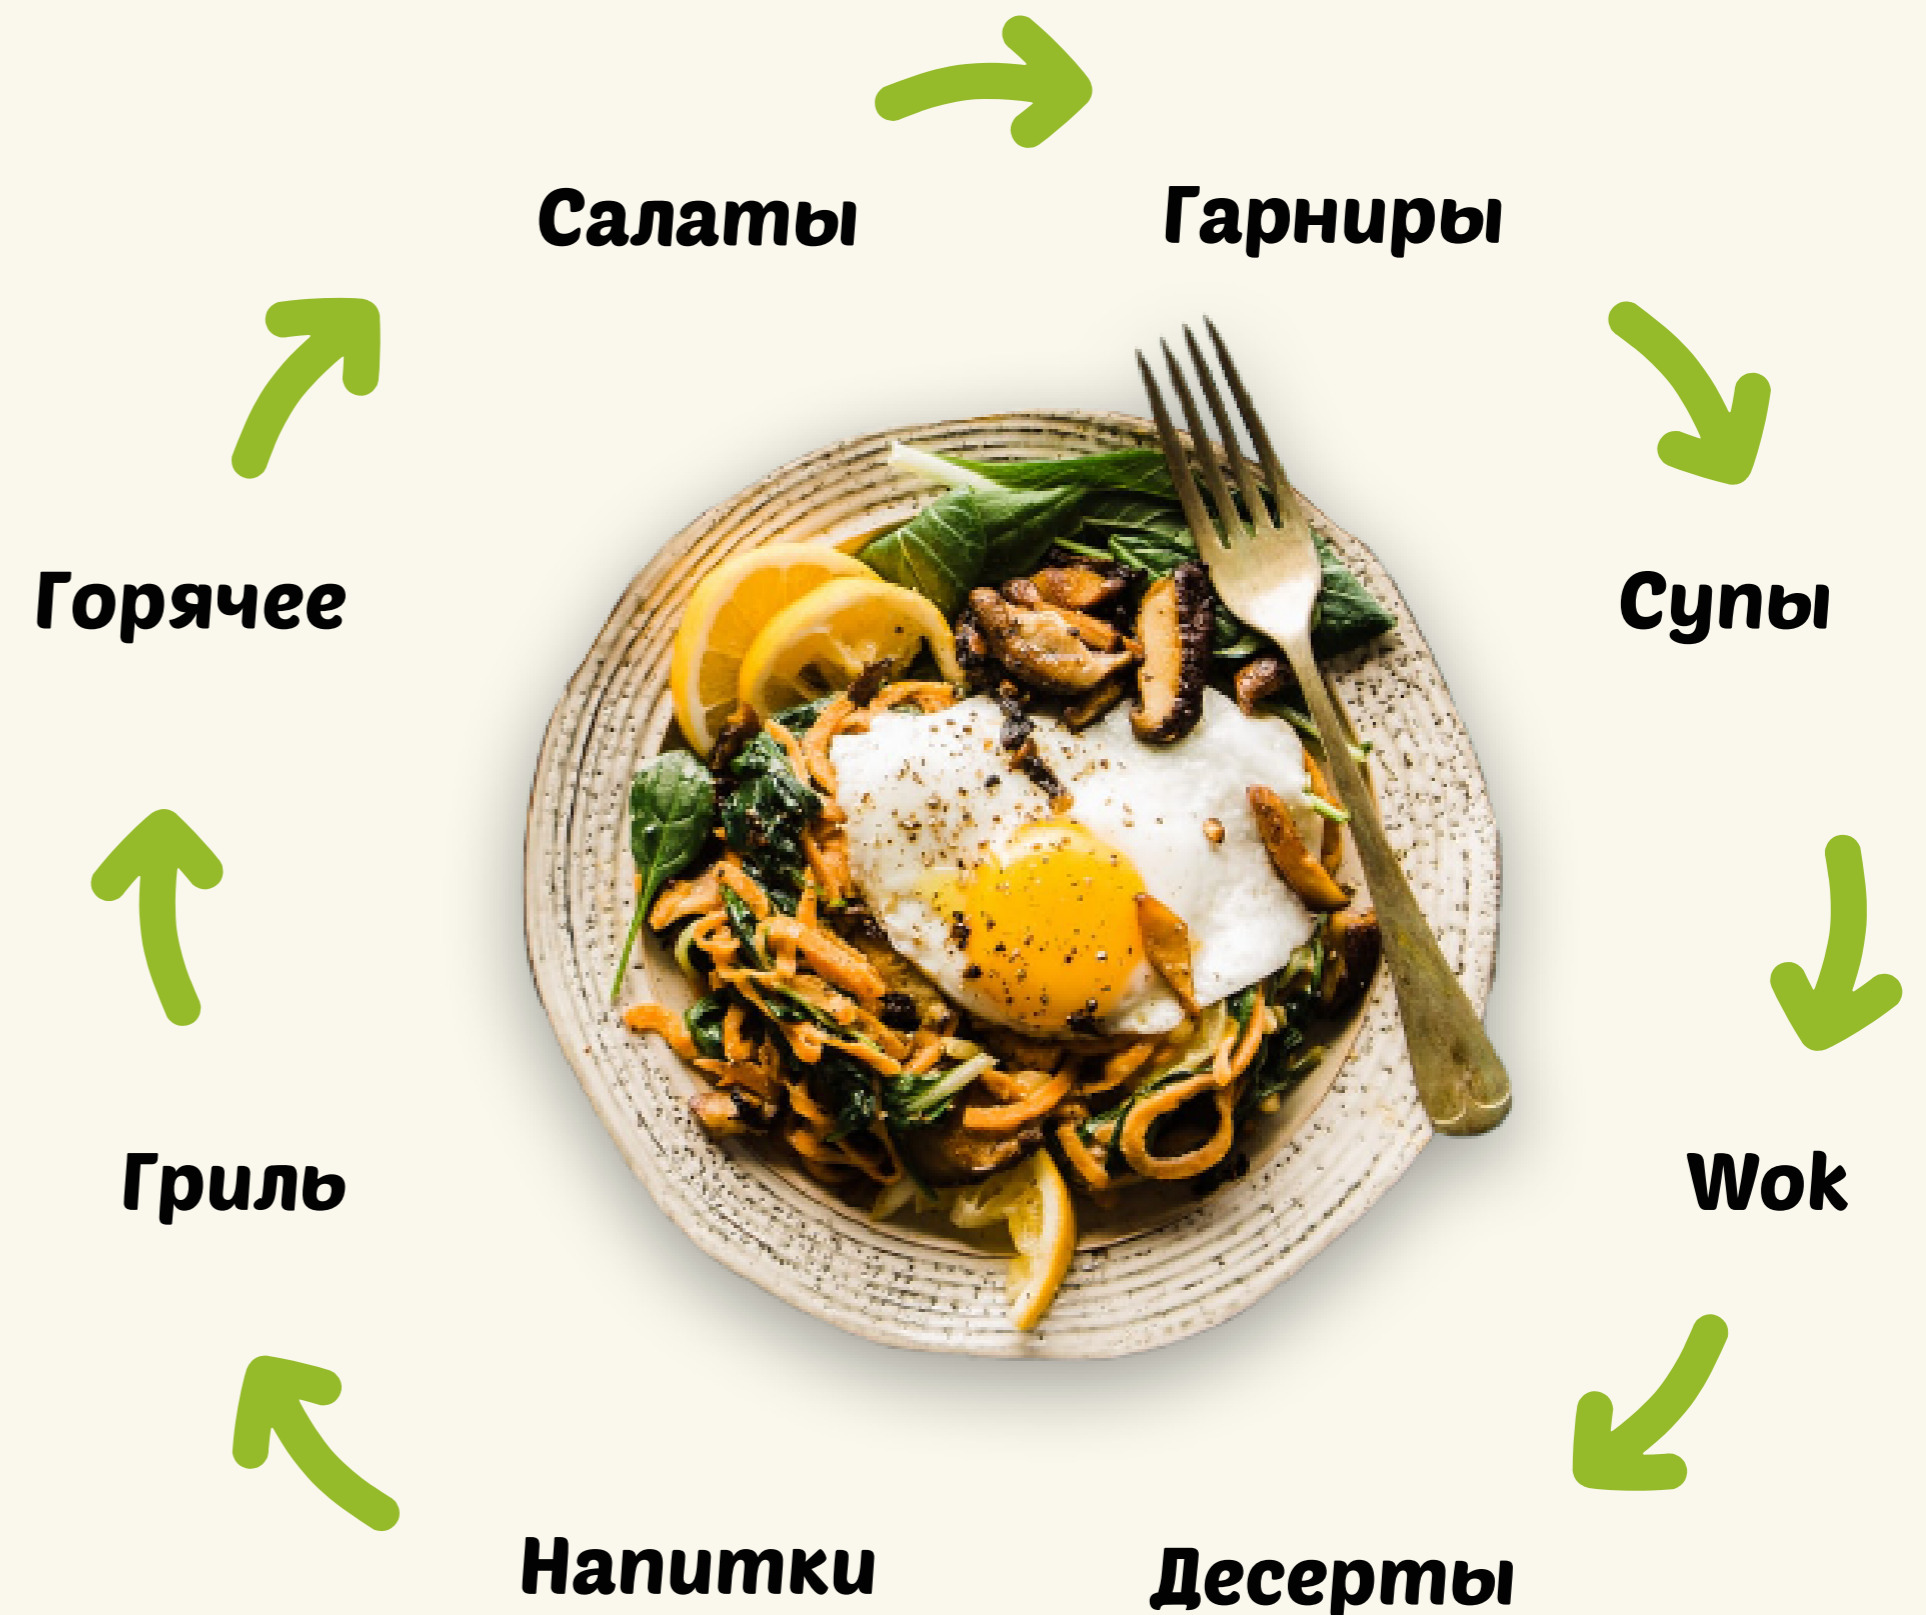 Салаты
Гарниры
Горячее
Супы
Гриль
Wok
Напитки
Десерты